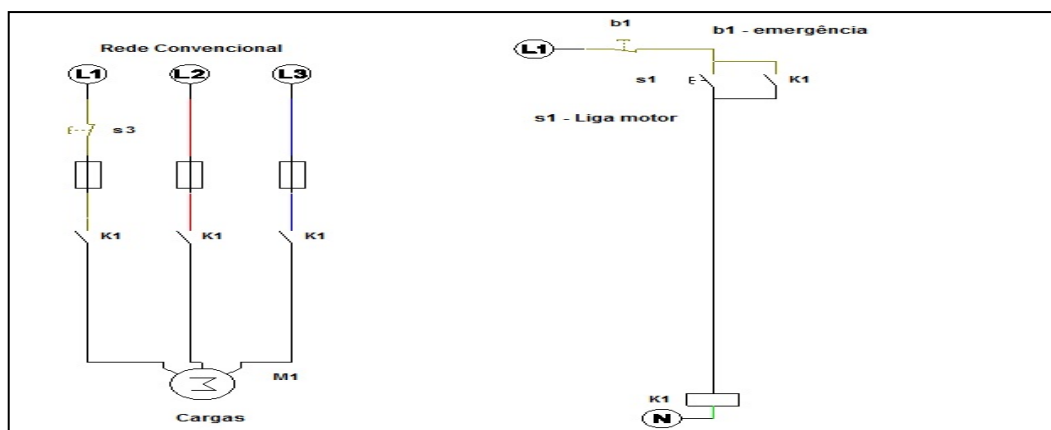 Rede Convencional
L1 L2 L3
s3
K1 K1 K1
M1
Cargas
b1
b1 - emergência
L1
s1 K1
s1 - Liga motor
K1
N